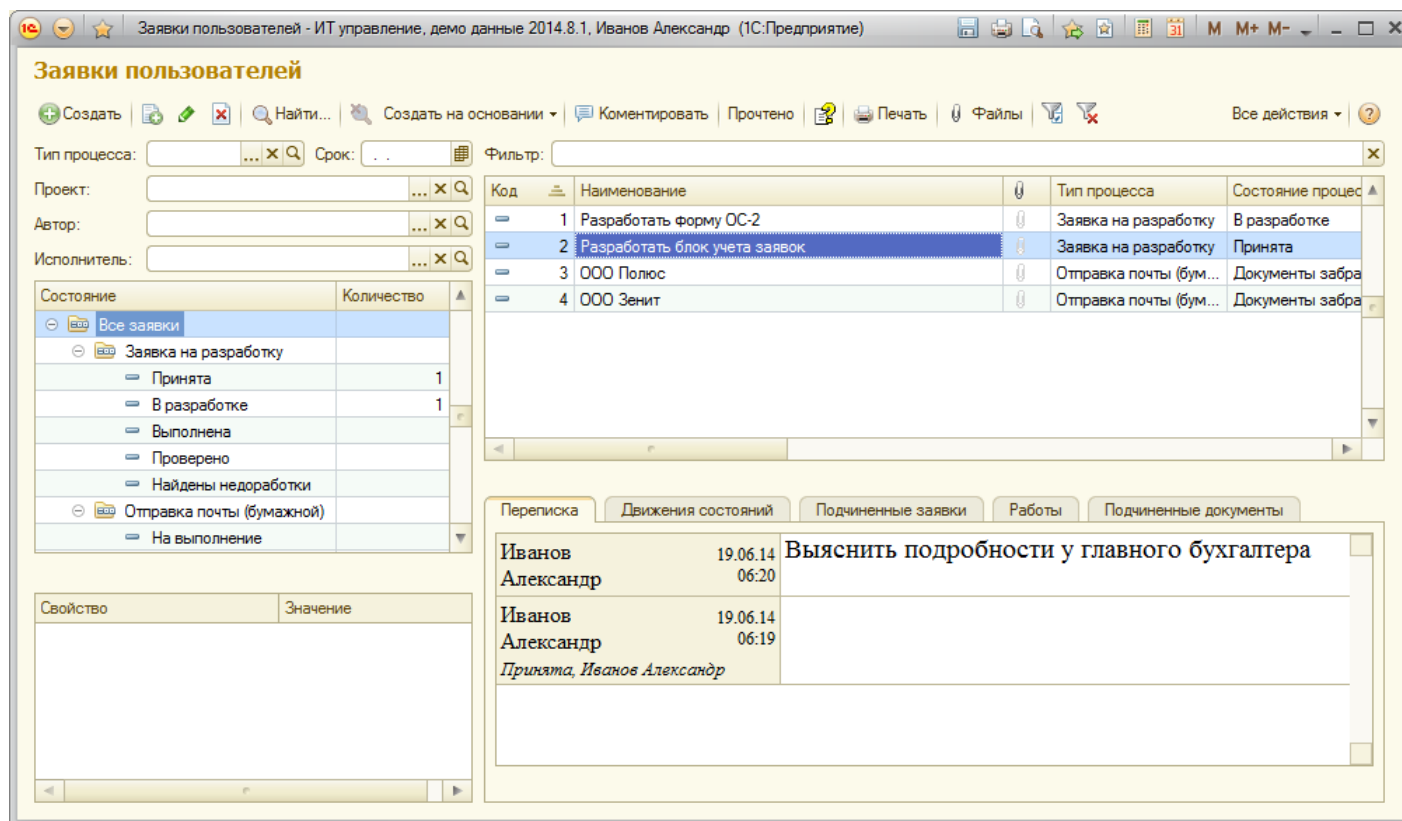 Заявки пользователей - ИТ управление, демо данные 2014.8.1, Иванов Александр (1С:Предприятие)
M M+ M-
Заявки пользователей
Создать Найти... Создать на основании Коментировать Прочтено Печать Файлы Все действия
Тип процесса: ... Срок: . . Фильтр:
Проект: ...
Автор: ...
Исполнитель: ...
Код Наименование Тип процесса Состояние процес
1 Разработать форму ОС-2 Заявка на разработку В разработке
2 Разработать блок учета заявок Заявка на разработку Принята
3 ООО Полюс Отправка почты (бум... Документы забра
4 ООО Зенит Отправка почты (бум... Документы забра
Состояние Количество
Все заявки
Заявка на разработку
Принята 1
В разработке 1
Выполнена
Проверено
Найдены недоработки
Отправка почты (бумажной)
На выполнение
Свойство Значение
Переписка Движения состояний Подчиненные заявки Работы Подчиненные документы
Иванов Александр 19.06.14 06:20 Выяснить подробности у главного бухгалтера
Иванов Александр 19.06.14 06:19
Принята, Иванов Александр